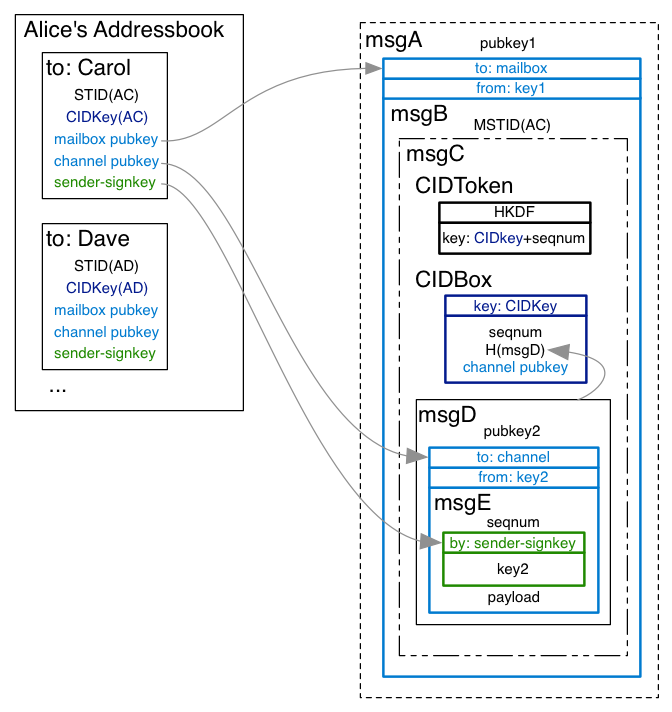 Alice's Addressbook
to: Carol
STID(AC)
CIDKey(AC)
mailbox pubkey
channel pubkey
sender-signkey
to: Dave
STID(AD)
CIDKey(AD)
mailbox pubkey
channel pubkey
sender-signkey
...
msgA
pubkey1
to: mailbox
from: key1
msgB
MSTID(AC)
msgC
CIDToken
HKDF
key: CIDkey+seqnum
CIDBox
key: CIDKey
seqnum
H(msgD)
channel pubkey
msgD
pubkey2
to: channel
from: key2
msgE
seqnum
by: sender-signkey
key2
payload